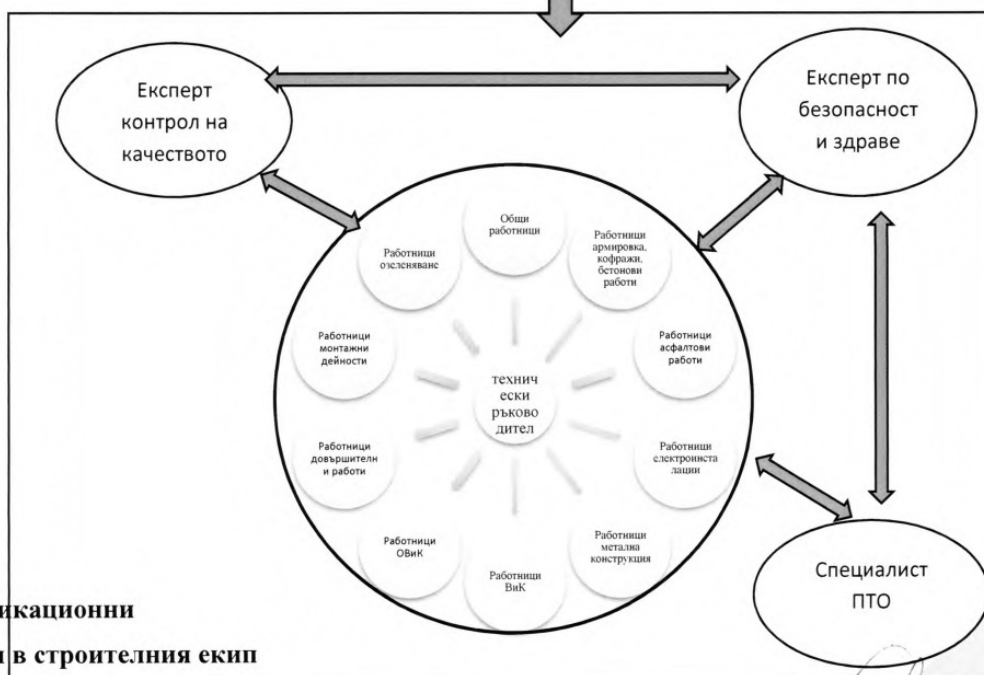 Експерт
контрол на
качеството
Експерт по
безопасност
и здраве
Общи
работници
Работници
армировка,
кофражи,
бетонови
работи
Работници
асфалтови
работи
Работници
електроинста
лации
Работници
метална
конструкция
Работници
ВиК
Работници
ОВиК
Работници
довършителн
и работи
Работници
монтажни
дейности
Работници
озеленяване
технич
ески
ръково
дител
Специалист
ПТО
икационни
в строителния екип